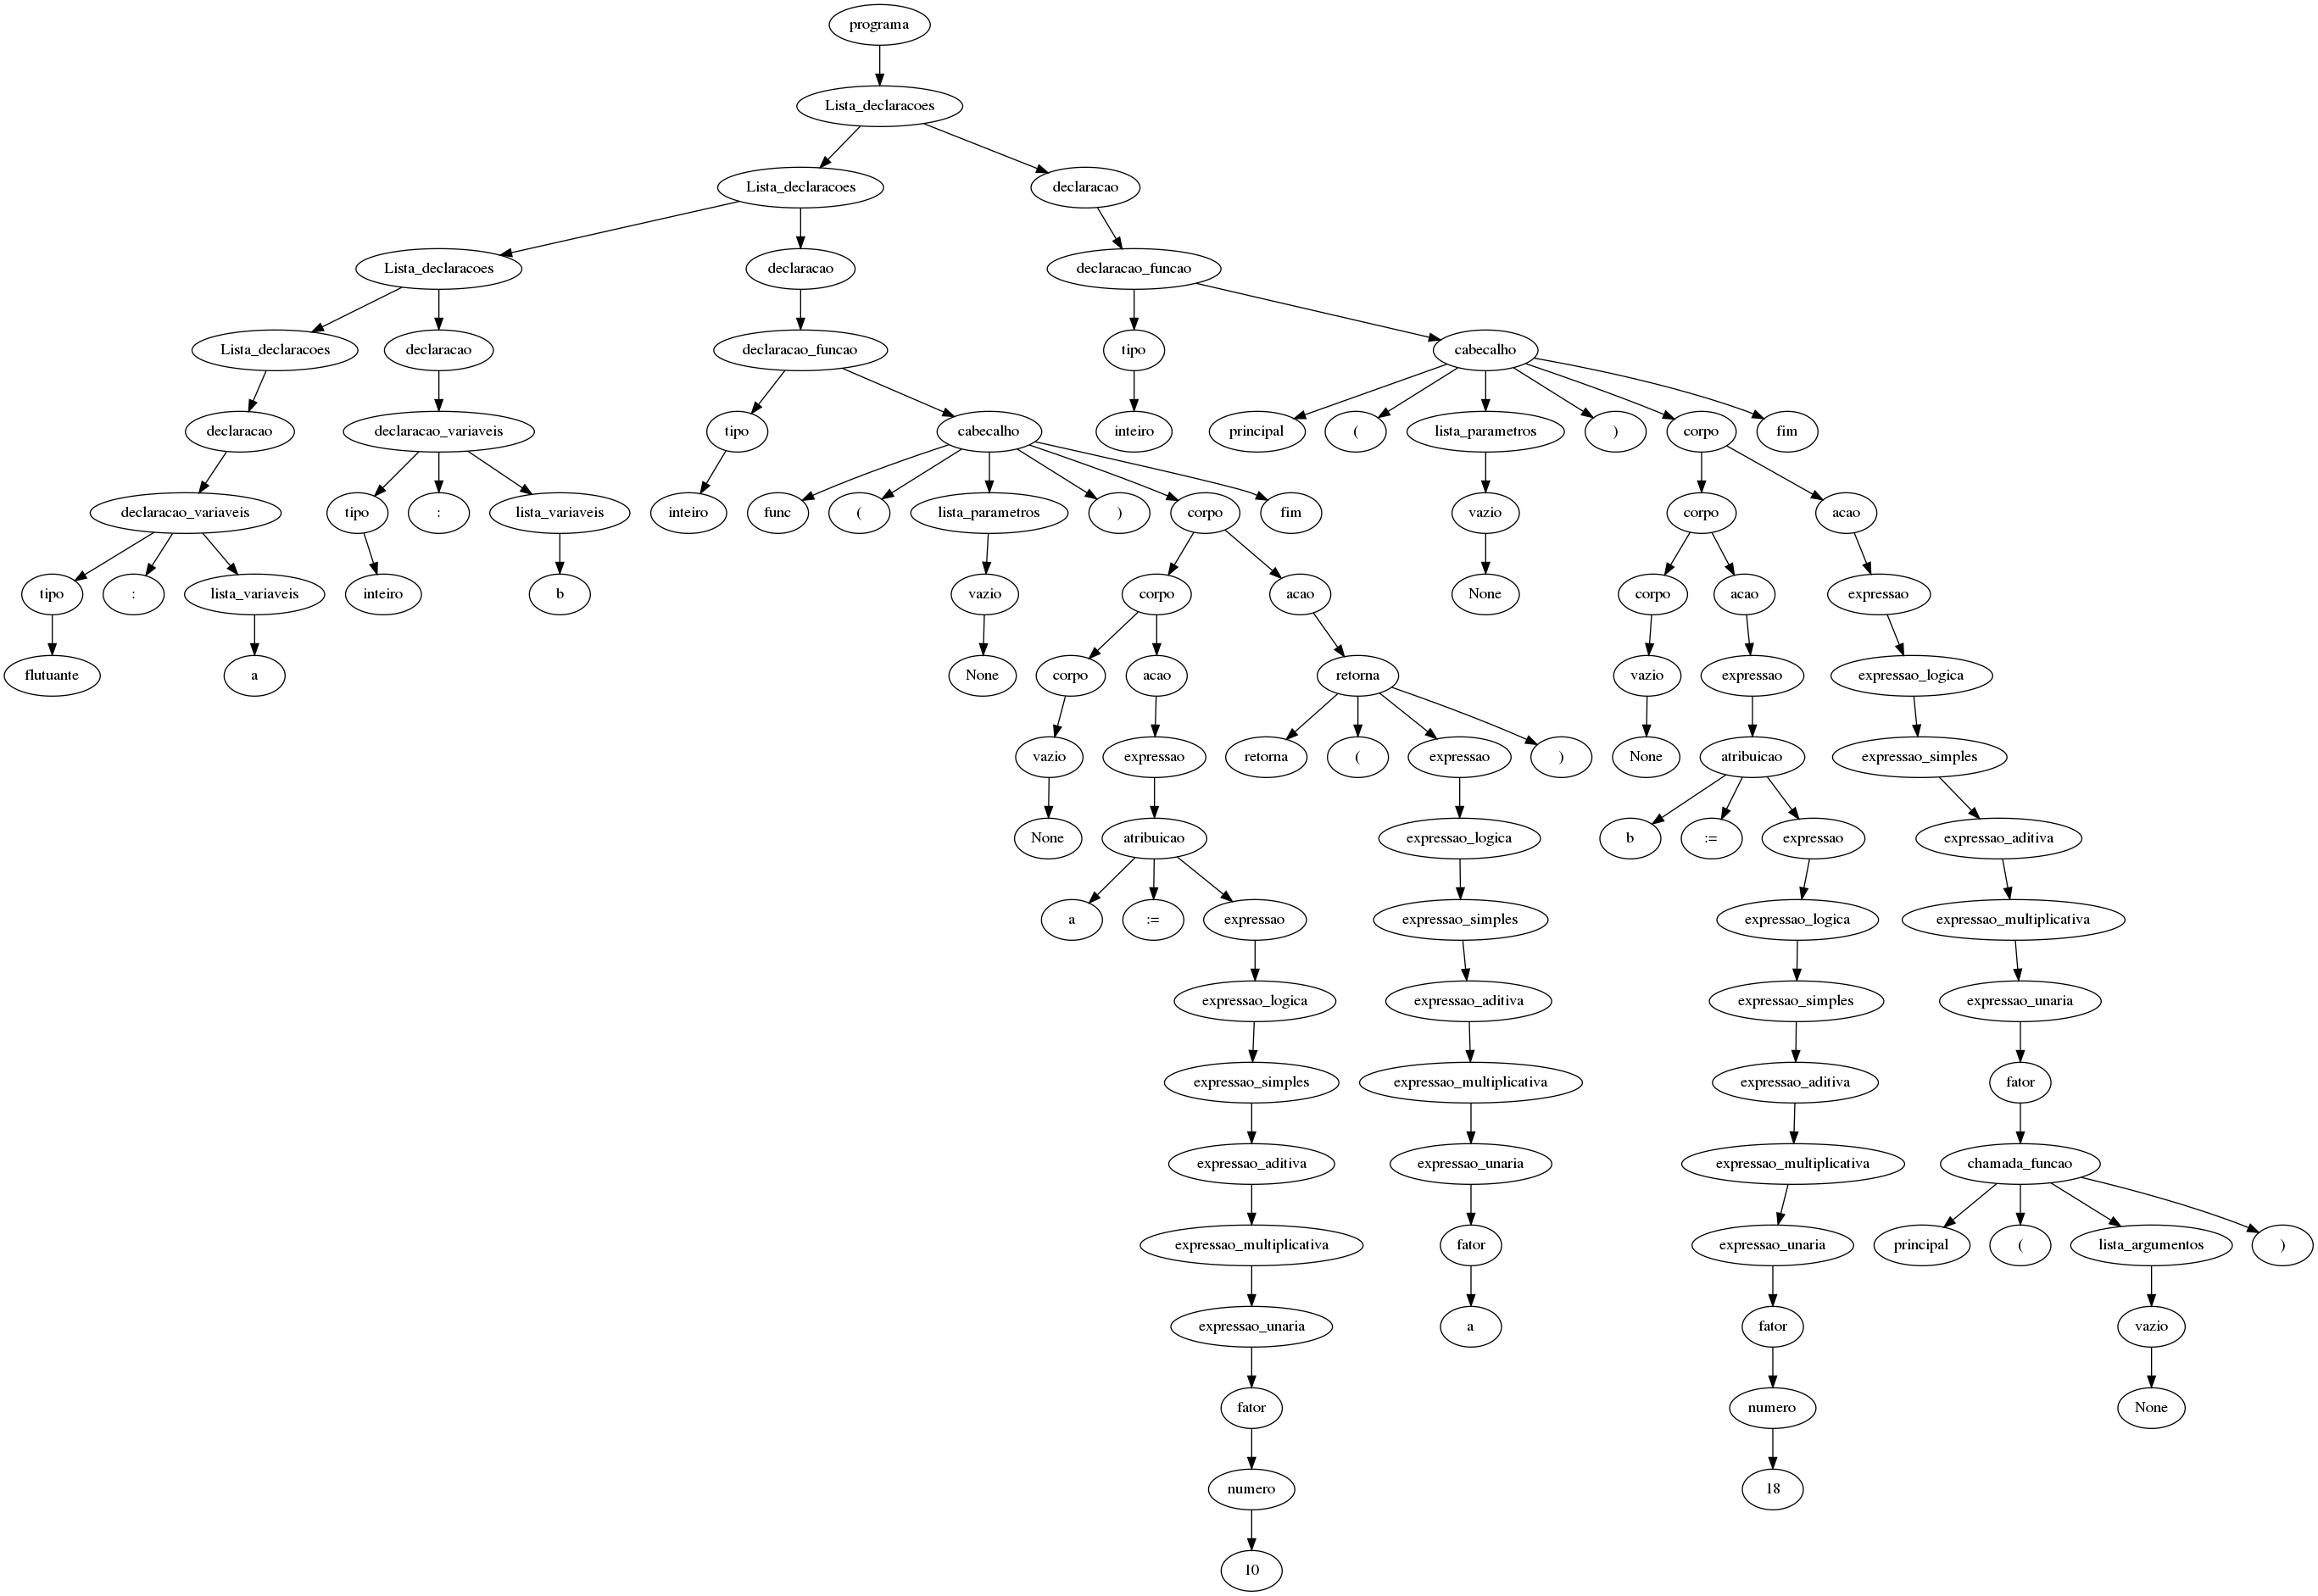 programa
Lista_declaracoes
Lista_declaracoes declaracao
Lista_declaracoes declaracao declaracao_funcao
Lista_declaracoes declaracao declaracao_funcao tipo cabecalho
declaracao declaracao_variaveis tipo cabecalho inteiro principal ( lista_parametros ) corpo fim
declaracao_variaveis tipo : lista_variaveis inteiro func ( lista_parametros ) corpo fim vazio corpo acao
tipo : lista_variaveis inteiro b vazio corpo acao None corpo acao expressao
flutuante a None corpo acao retorna vazio expressao expressao_logica
vazio expressao retorna ( expressao ) None atribuicao expressao_simples
None atribuicao expressao_logica b := expressao expressao_aditiva
a := expressao expressao_simples expressao_logica expressao_multiplicativa
expressao_logica expressao_aditiva expressao_simples expressao_unaria
expressao_simples expressao_multiplicativa expressao_aditiva fator
expressao_aditiva expressao_unaria expressao_multiplicativa chamada_funcao
expressao_multiplicativa fator expressao_unaria principal ( lista_argumentos )
expressao_unaria a fator vazio
fator numero None
numero 18
10